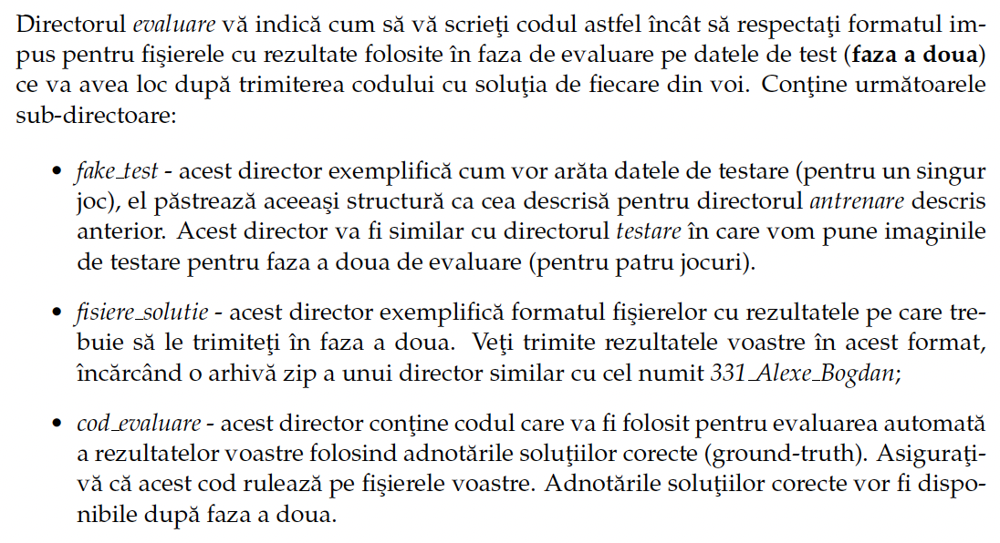 Directorul evaluare vă indică cum să vă scrieţi codul astfel încât să respectaţi formatul im-
pus pentru fişierele cu rezultate folosite în faza de evaluare pe datele de test (faza a doua)
ce va avea loc după trimiterea codului cu soluţia de fiecare din voi. Conţine următoarele
sub-directoare:
• fake_test - acest director exemplifică cum vor arăta datele de testare (pentru un singur
joc), el păstrează aceeaşi structură ca cea descrisă pentru directorul antrenare descris
anterior. Acest director va fi similar cu directorul testare în care vom pune imaginile
de testare pentru faza a doua de evaluare (pentru patru jocuri).
• fisiere_solutie - acest director exemplifică formatul fişierelor cu rezultatele pe care tre-
buie să le trimiteţi în faza a doua. Veţi trimite rezultatele voastre în acest format,
încărcând o arhivă zip a unui director similar cu cel numit 331_Alexe_Bogdan;
• cod_evaluare - acest director conţine codul care va fi folosit pentru evaluarea automată
a rezultatelor voastre folosind adnotările soluţiilor corecte (ground-truth). Asiguraţi-
vă că acest cod rulează pe fişierele voastre. Adnotările soluţiilor corecte vor fi dispo-
nibile după faza a doua.